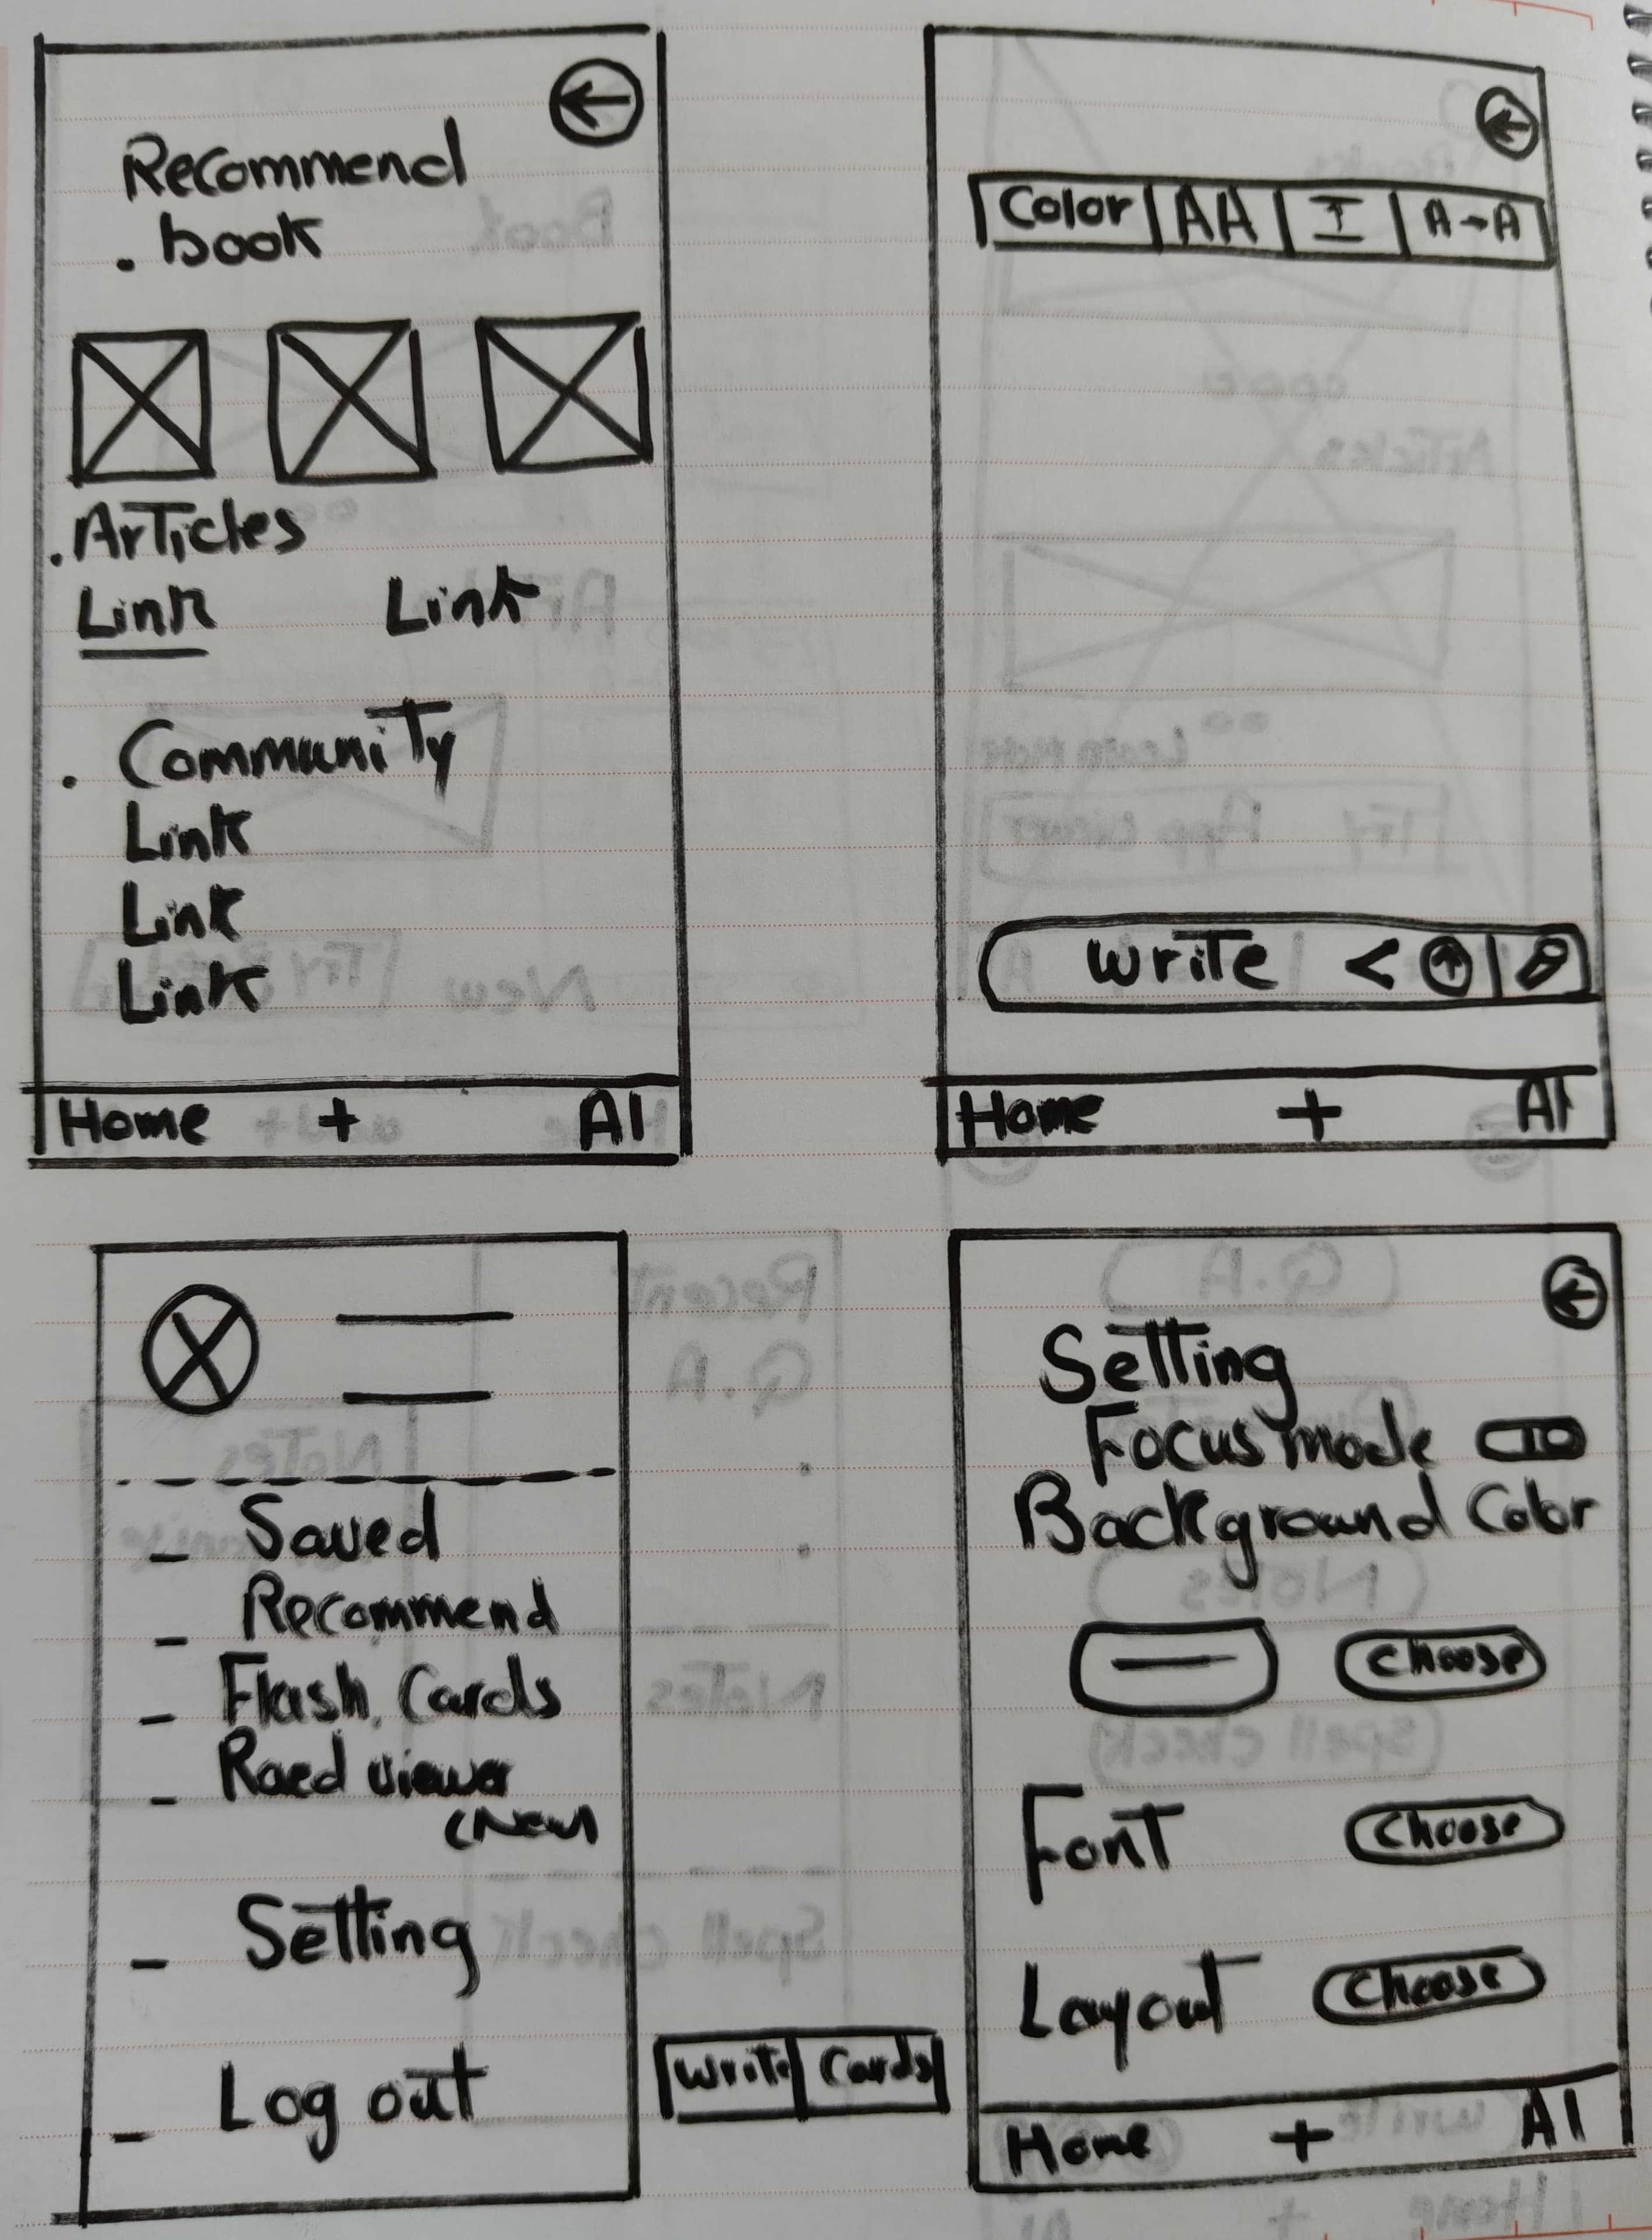 Recommend
. book
. Articles
Link Link
. Community
Link
Link
Link
Home + AI
Color AA I A→A
write <
Home + AI
- Saved
- Recommend
- Flash Cards
- Raed viewer
(New)
- Setting
- Log out
write Cards
Setting
Focus mode
Background Color
choose
Font choose
Layout choose
Home + AI